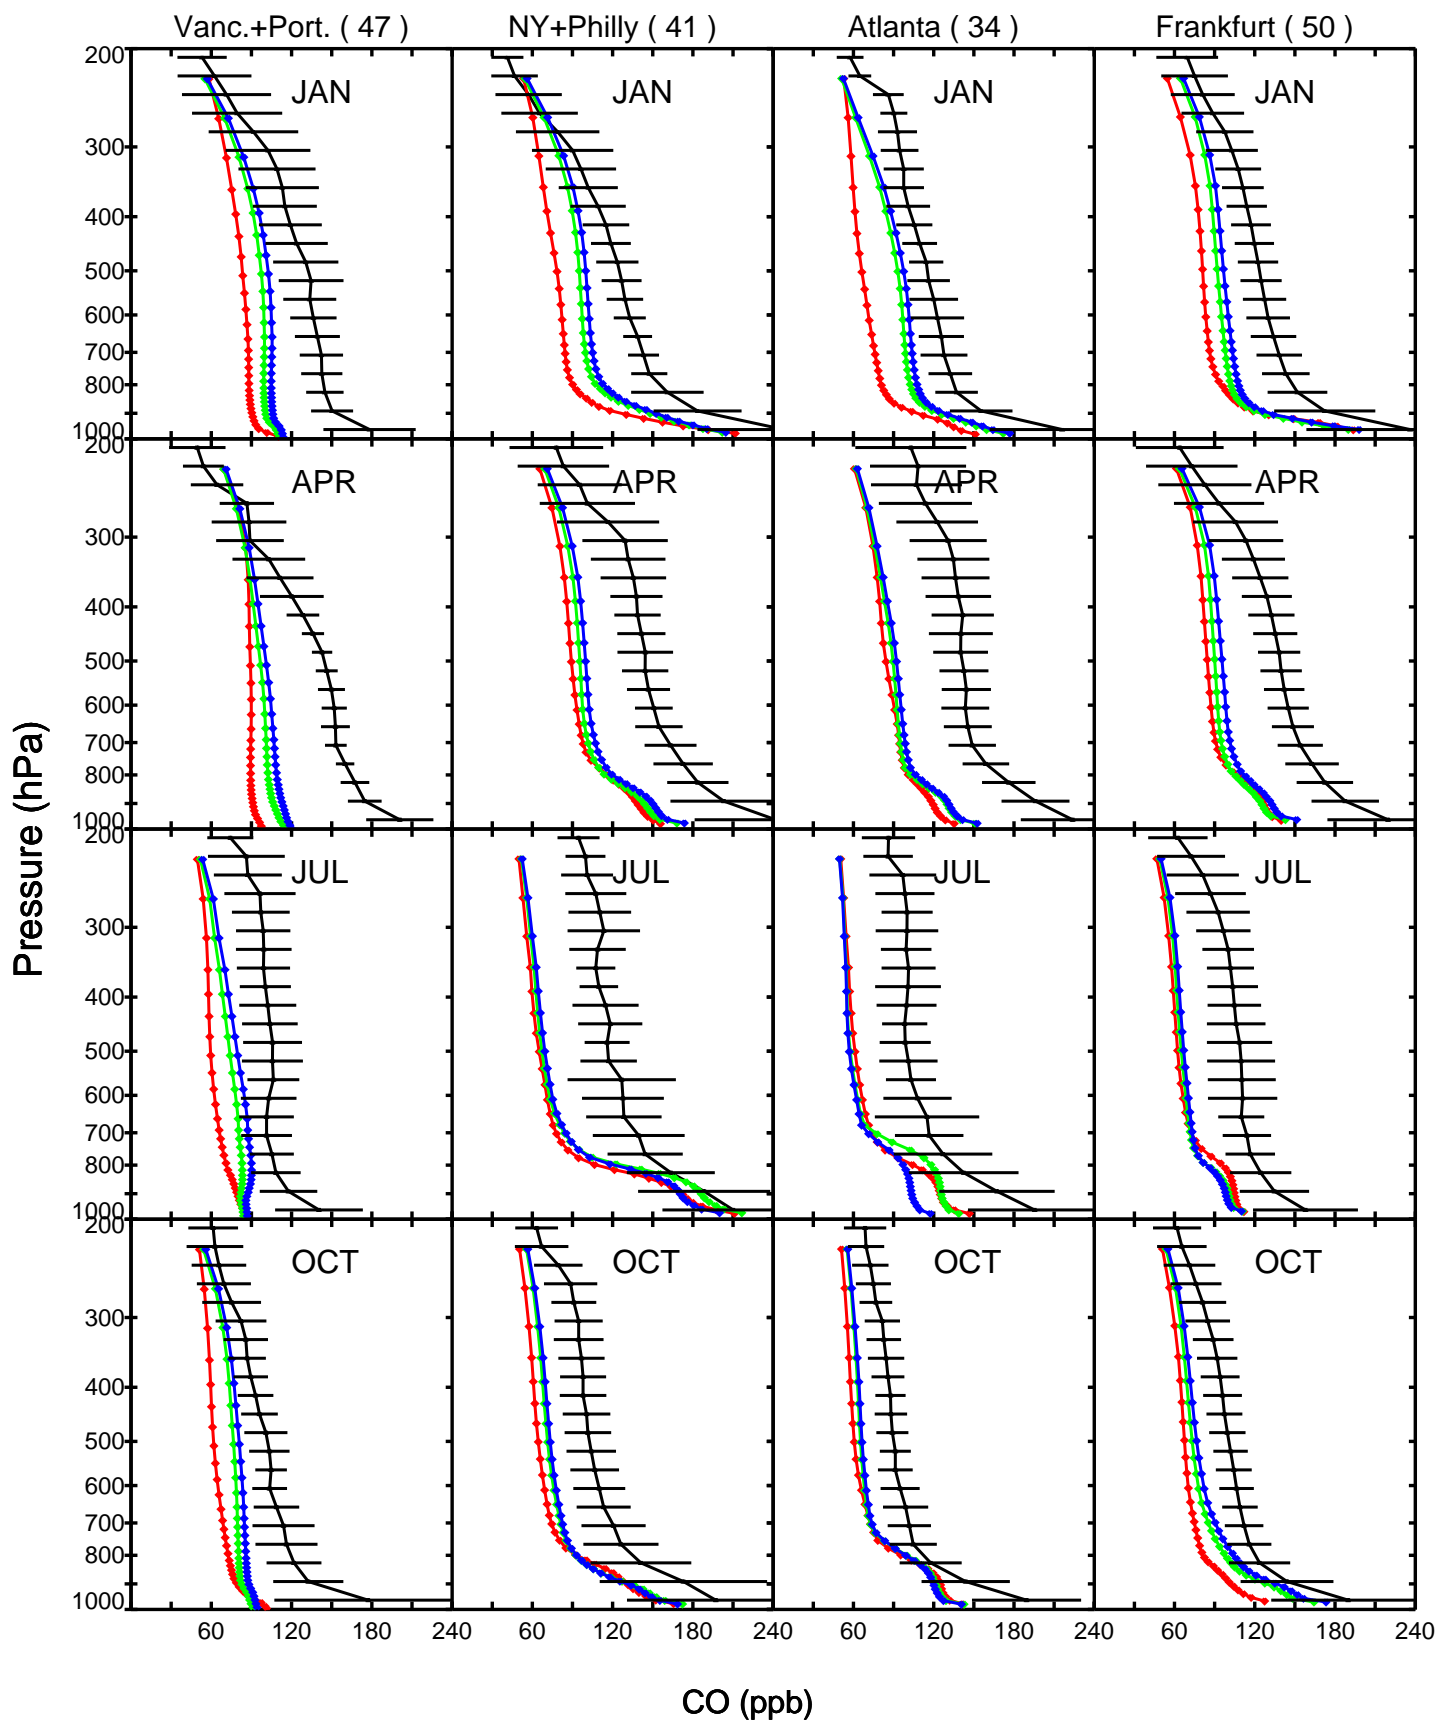 Vanc.+Port. ( 47 )
NY+Philly ( 41 )
Atlanta ( 34 )
Frankfurt ( 50 )
200
300
400
500
600
700
800
1000
JAN
JAN
JAN
JAN
200
300
400
500
600
700
800
1000
APR
APR
APR
APR
200
300
400
500
600
700
800
1000
JUL
JUL
JUL
JUL
200
300
400
500
600
700
800
1000
OCT
OCT
OCT
OCT
Pressure (hPa)
60 120 180 240
60 120 180 240
60 120 180 240
60 120 180 240
CO (ppb)